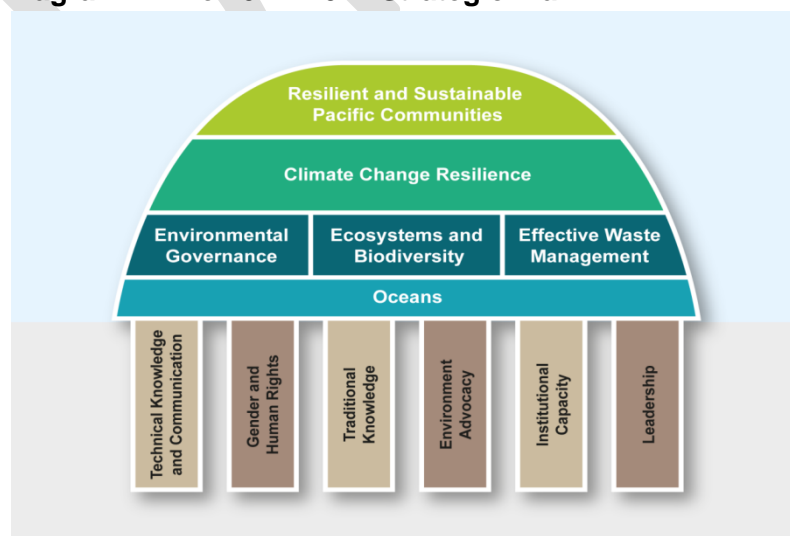 Resilient and Sustainable
Pacific Communities
Climate Change Resilience
Environmental
Governance
Ecosystems and
Biodiversity
Effective Waste
Management
Oceans
Technical Knowledge
and Communication
Gender and
Human Rights
Traditional
Knowledge
Environment
Advocacy
Institutional
Capacity
Leadership